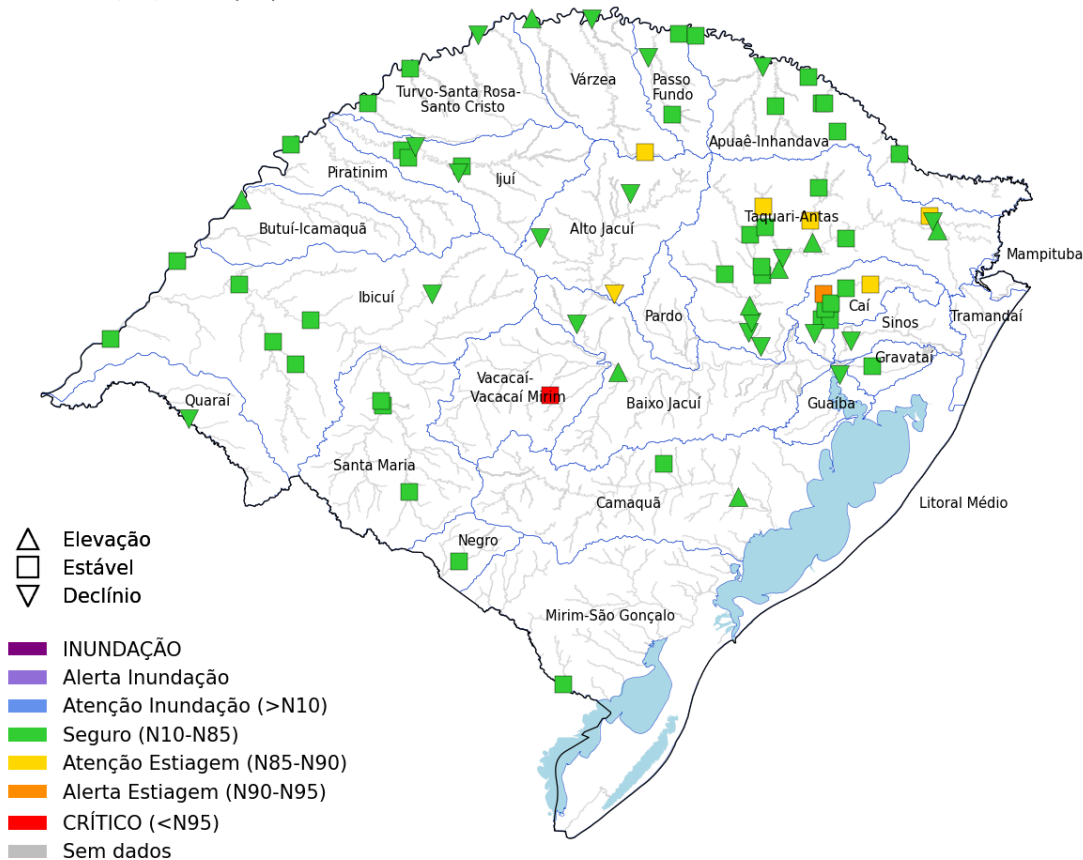 Várzea
Passo
Fundo
Turvo-Santa Rosa-
Santo Cristo
Apuaê-Inhandava
Piratinim
Ijuí
Butuí-Icamaquã
Alto Jacuí
Taquari-Antas
Mampituba
Ibicuí
Pardo
Caí
Sinos
Tramandaí
Gravataí
Quaraí
Vacacaí-
Vacacaí Mirim
Baixo Jacuí
Guaíba
Santa Maria
Camaquã
Litoral Médio
Negro
Mirim-São Gonçalo
Elevação
Estável
Declínio
INUNDAÇÃO
Alerta Inundação
Atenção Inundação (>N10)
Seguro (N10-N85)
Atenção Estiagem (N85-N90)
Alerta Estiagem (N90-N95)
CRÍTICO (<N95)
Sem dados